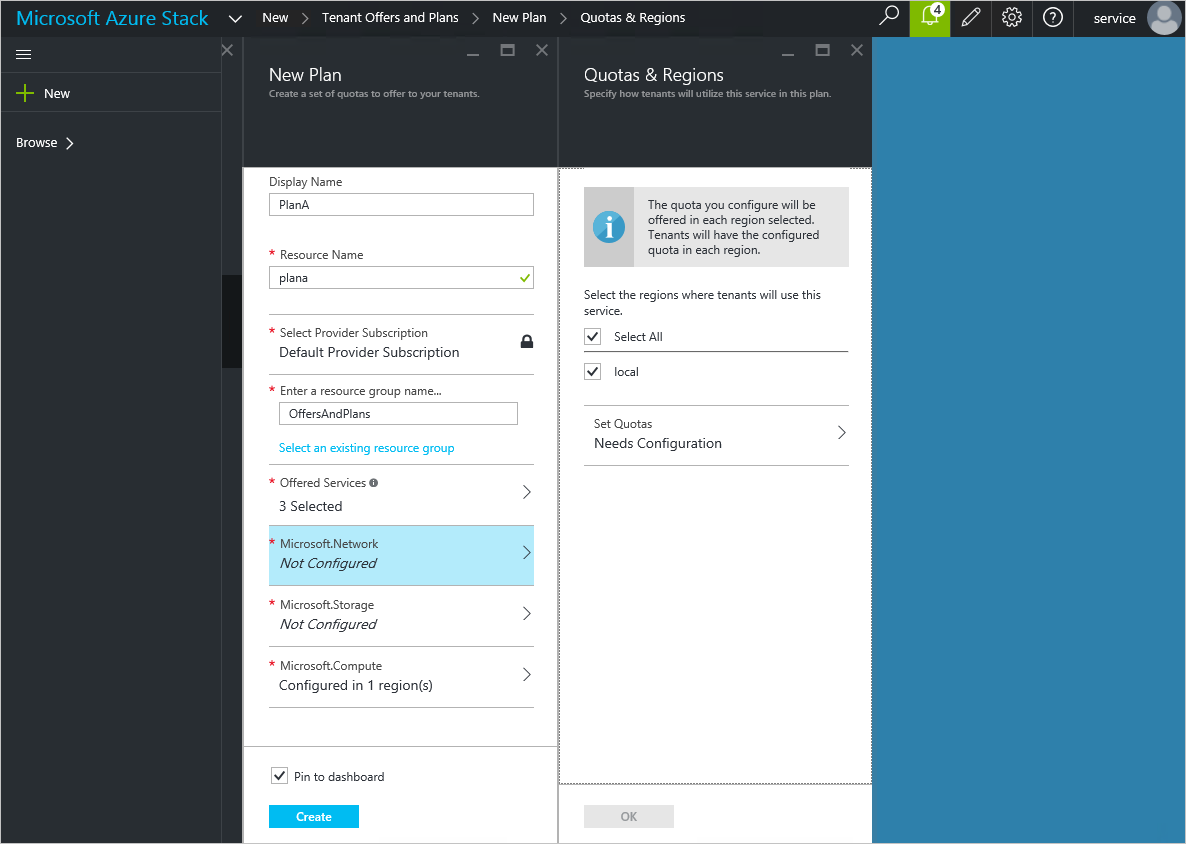 Microsoft Azure Stack
New
Tenant Offers and Plans
New Plan
Quotas & Regions
4
service
New
Browse
New Plan
Create a set of quotas to offer to your tenants.
Display Name
PlanA
* Resource Name
plana
* Select Provider Subscription
Default Provider Subscription
* Enter a resource group name...
OffersAndPlans
Select an existing resource group
* Offered Services
3 Selected
* Microsoft.Network
Not Configured
* Microsoft.Storage
Not Configured
* Microsoft.Compute
Configured in 1 region(s)
Pin to dashboard
Create
Quotas & Regions
Specify how tenants will utilize this service in this plan.
The quota you configure will be
offered in each region selected.
Tenants will have the configured
quota in each region.
Select the regions where tenants will use this
service.
Select All
local
Set Quotas
Needs Configuration
OK